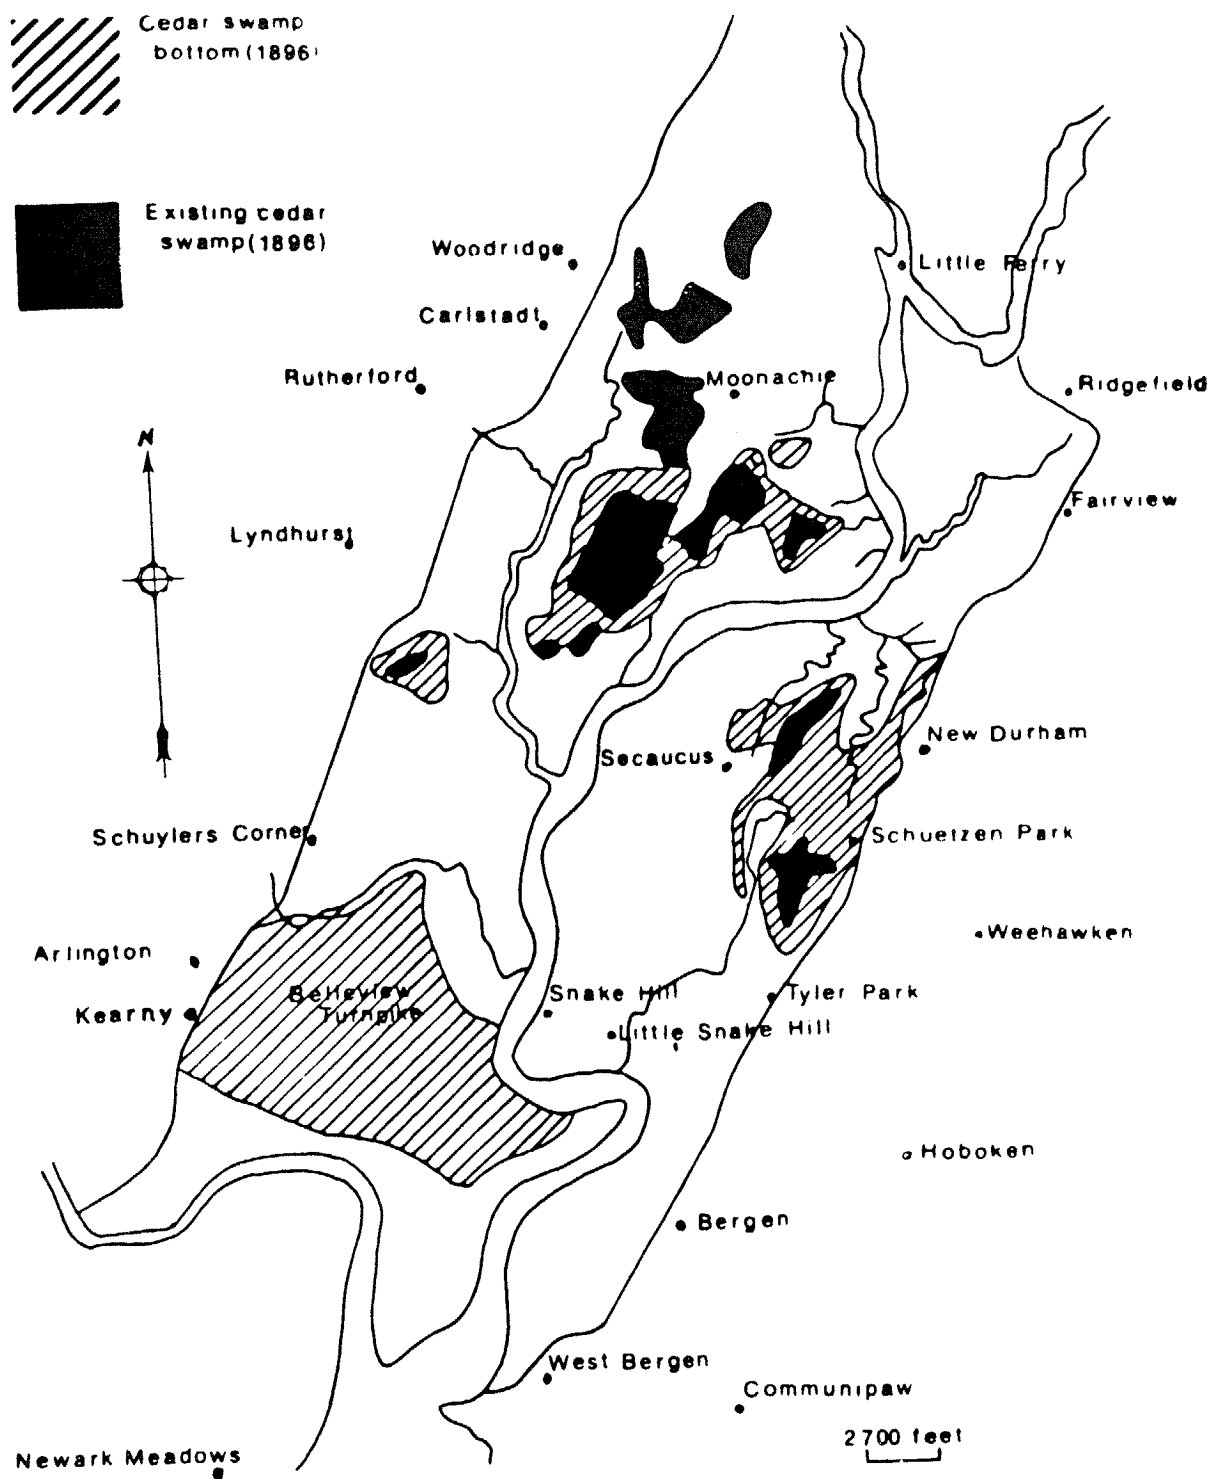 Cedar swamp
bottom (1896)
Existing cedar
swamp (1896)
Woodridge
Little Ferry
Carlstadt
Rutherford
Moonachie
Ridgefield
N
Fairview
Lyndhurst
New Durham
Secaucus
Schuylers Corner
Schuetzen Park
Weehawken
Arlington
Belleview
Turnpike
Snake Hill
Tyler Park
Kearny
Little Snake Hill
Hoboken
Bergen
West Bergen
Communipaw
2700 feet
Newark Meadows